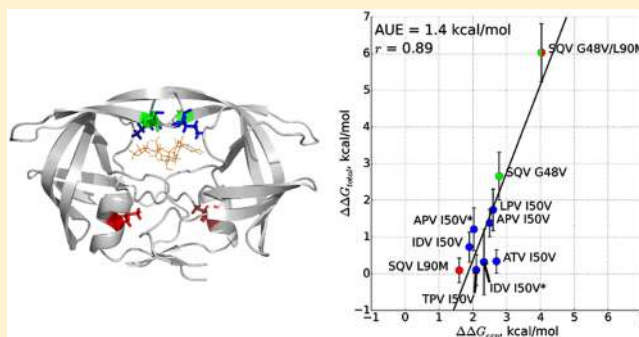 AUE = 1.4 kcal/mol
r = 0.89
SQV G48V/L90M
SQV G48V
LPV I50V
APV I50V*
APV I50V
IDV I50V
ATV I50V
SQV L90M
IDV I50V*
TPV I50V
7
6
5
4
3
2
1
0
−1
−1 0 1 2 3 4 5 6
ΔΔG kcal/mol
kcal/mol